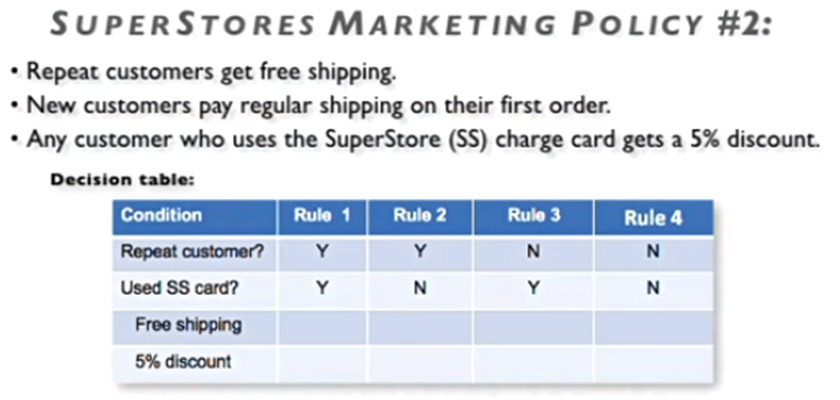 SUPERSTORES MARKETING POLICY #2:
• Repeat customers get free shipping.
• New customers pay regular shipping on their first order.
• Any customer who uses the SuperStore (SS) charge card gets a 5% discount.
Decision table:
Condition Rule 1 Rule 2 Rule 3 Rule 4
Repeat customer? Y Y N N
Used SS card? Y N Y N
Free shipping
5% discount